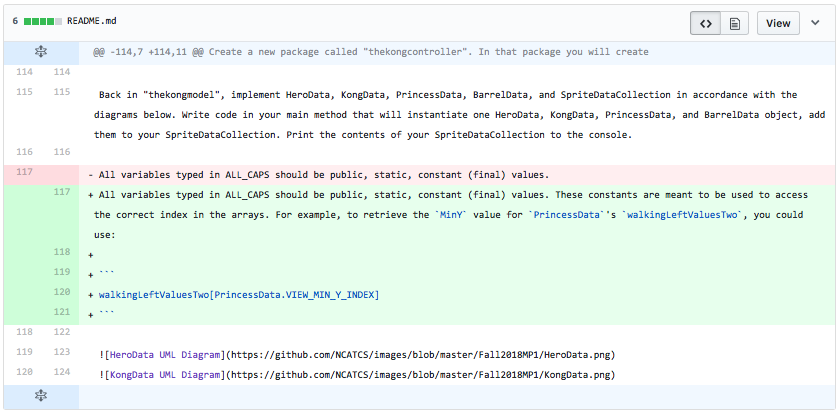 6 README.md View
@@ -114,7 +114,11 @@ Create a new package called "thekongcontroller". In that package you will create
114 114
115 115 Back in "thekongmodel", implement HeroData, KongData, PrincessData, BarrelData, and SpriteDataCollection in accordance with the
diagrams below. Write code in your main method that will instantiate one HeroData, KongData, PrincessData, and BarrelData object, add
them to your SpriteDataCollection. Print the contents of your SpriteDataCollection to the console.
116 116
117 - All variables typed in ALL_CAPS should be public, static, constant (final) values.
117 + All variables typed in ALL_CAPS should be public, static, constant (final) values. These constants are meant to be used to access
the correct index in the arrays. For example, to retrieve the `MinY` value for `PrincessData`'s `walkingLeftValuesTwo`, you could
use:
118 +
119 + ```
120 + walkingLeftValuesTwo[PrincessData.VIEW_MIN_Y_INDEX]
121 + ```
118 122
119 123 ![HeroData UML Diagram](https://github.com/NCATCS/images/blob/master/Fall2018MP1/HeroData.png)
120 124 ![KongData UML Diagram](https://github.com/NCATCS/images/blob/master/Fall2018MP1/KongData.png)